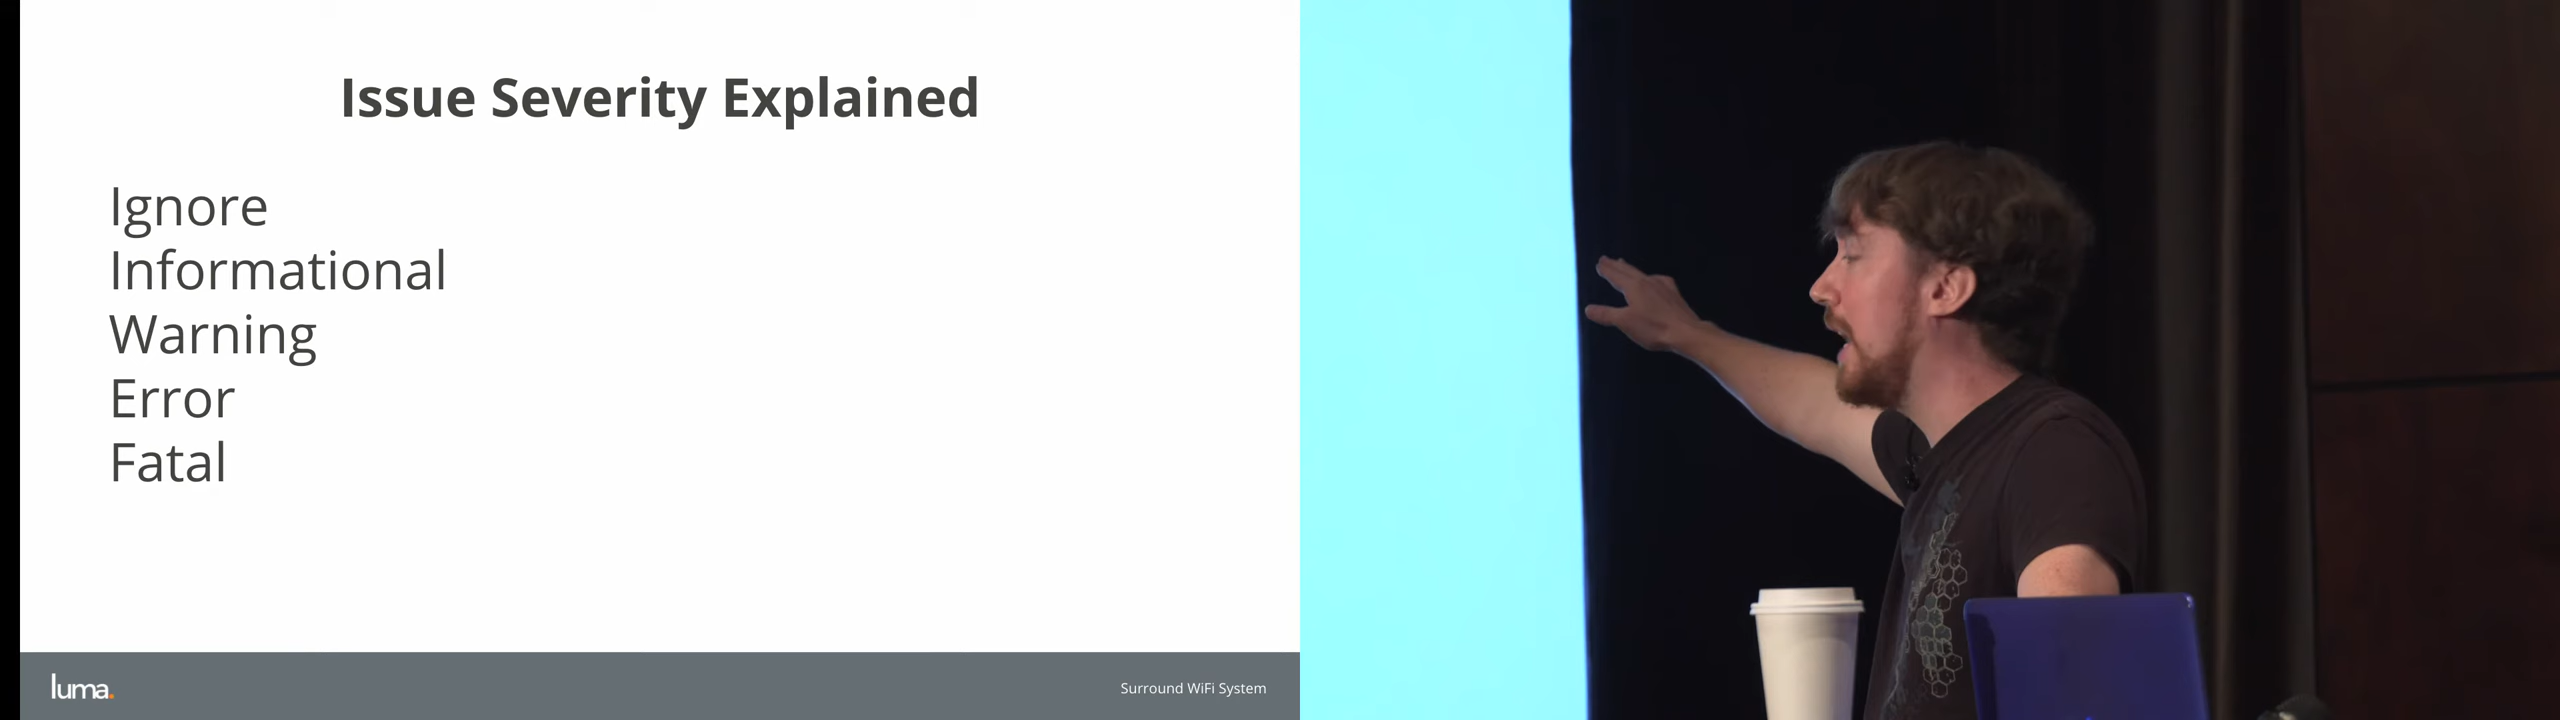 Issue Severity Explained
Ignore
Informational
Warning
Error
Fatal
luma.
Surround WiFi System